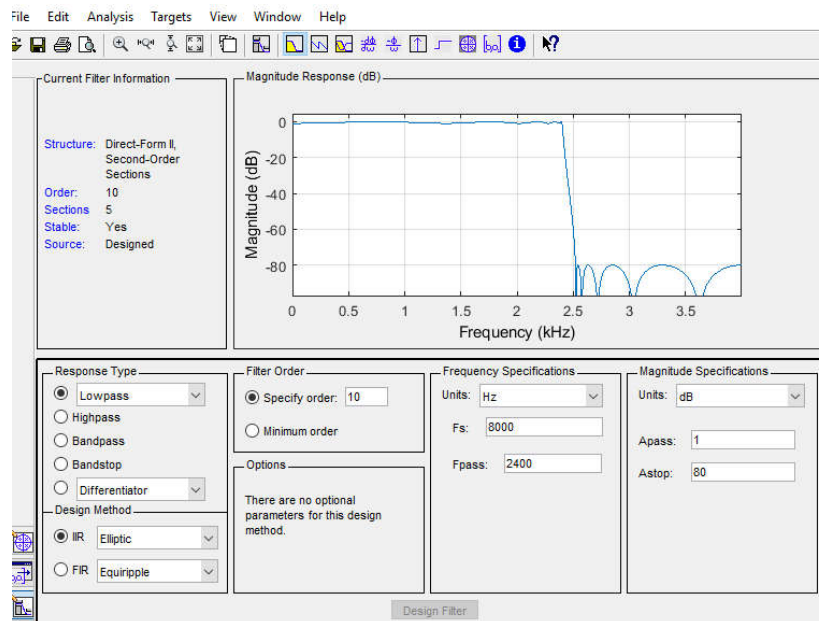 File Edit Analysis Targets View Window Help
Current Filter Information
Structure: Direct-Form II,
Second-Order
Sections
Order: 10
Sections 5
Stable: Yes
Source: Designed
Magnitude Response (dB)
Magnitude (dB)
0
-20
-40
-60
-80
0 0.5 1 1.5 2 2.5 3 3.5
Frequency (kHz)
Response Type
Lowpass
Highpass
Bandpass
Bandstop
Differentiator
Design Method
IIR Elliptic
FIR Equiripple
Filter Order
Specify order: 10
Minimum order
Options
There are no optional
parameters for this design
method.
Frequency Specifications
Units: Hz
Fs: 8000
Fpass: 2400
Magnitude Specifications
Units: dB
Apass: 1
Astop: 80
Design Filter